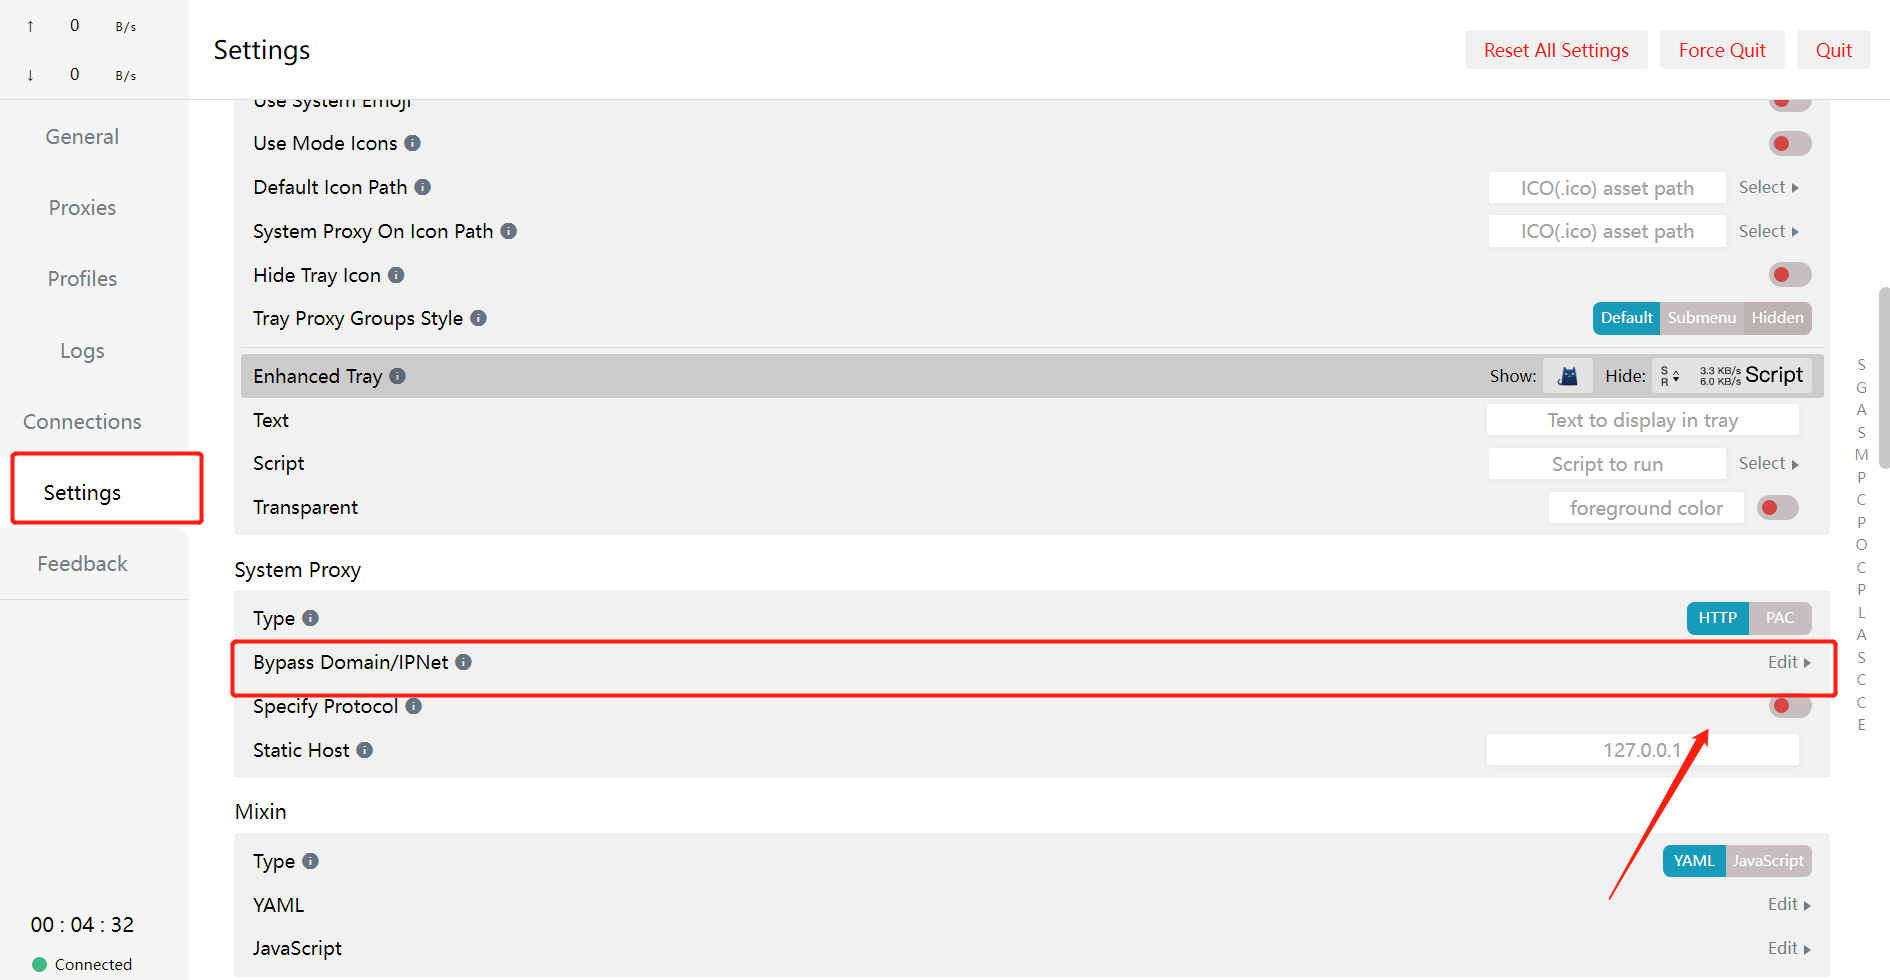 ↑ 0 B/s
↓ 0 B/s
General
Proxies
Profiles
Logs
Connections
Settings
Feedback
00 : 04 : 32
Connected
Settings
Reset All Settings Force Quit Quit
Use System Emoji
Use Mode Icons
Default Icon Path ICO(.ico) asset path Select
System Proxy On Icon Path ICO(.ico) asset path Select
Hide Tray Icon
Tray Proxy Groups Style Default Submenu Hidden
Enhanced Tray Show: Hide: S R 3.3 KB/s 6.0 KB/s Script
Text Text to display in tray
Script Script to run Select
Transparent foreground color
System Proxy
Type HTTP PAC
Bypass Domain/IPNet Edit
Specify Protocol
Static Host 127.0.0.1
Mixin
Type YAML JavaScript
YAML Edit
JavaScript Edit
S
G
A
S
M
P
C
P
O
C
P
L
A
S
C
C
E